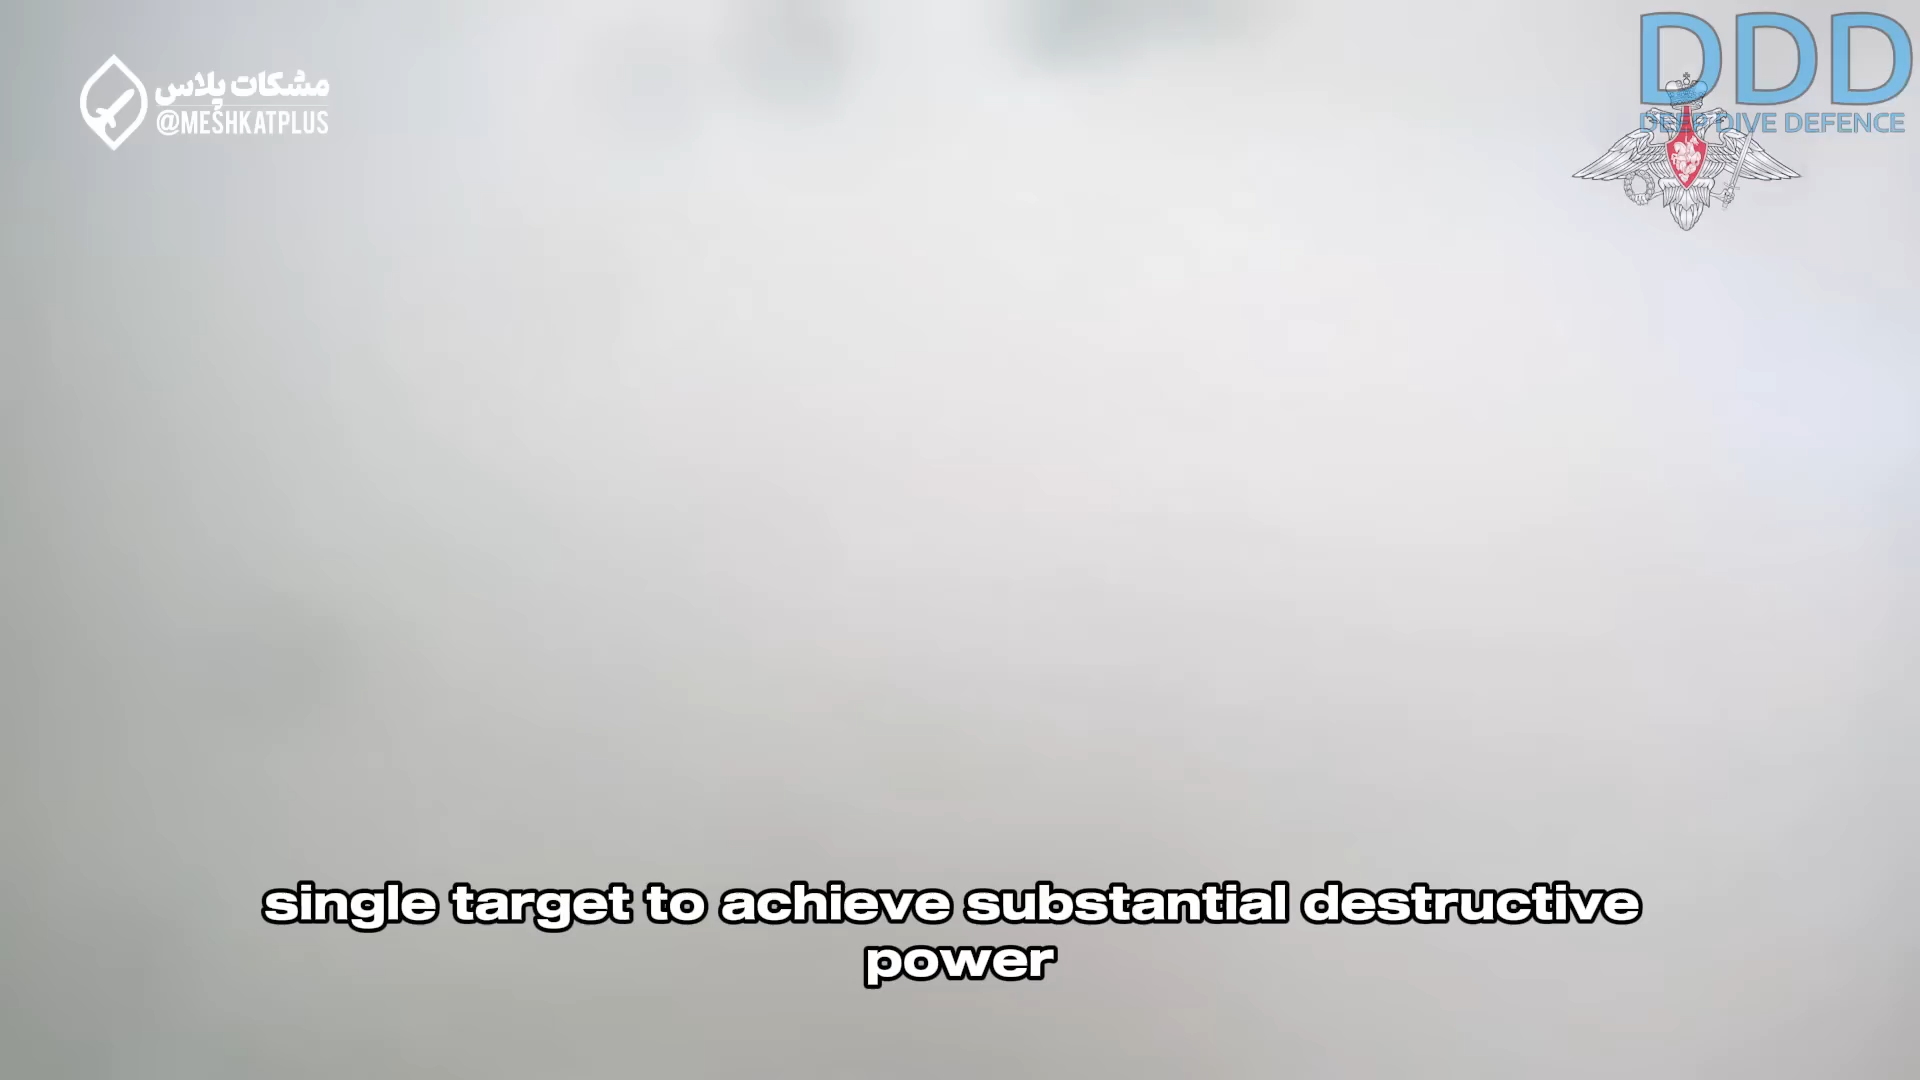 مشکات پلاس
@MESHKATPLUS
DDD
DEEP DIVE DEFENCE
single target to achieve substantial destructive
power